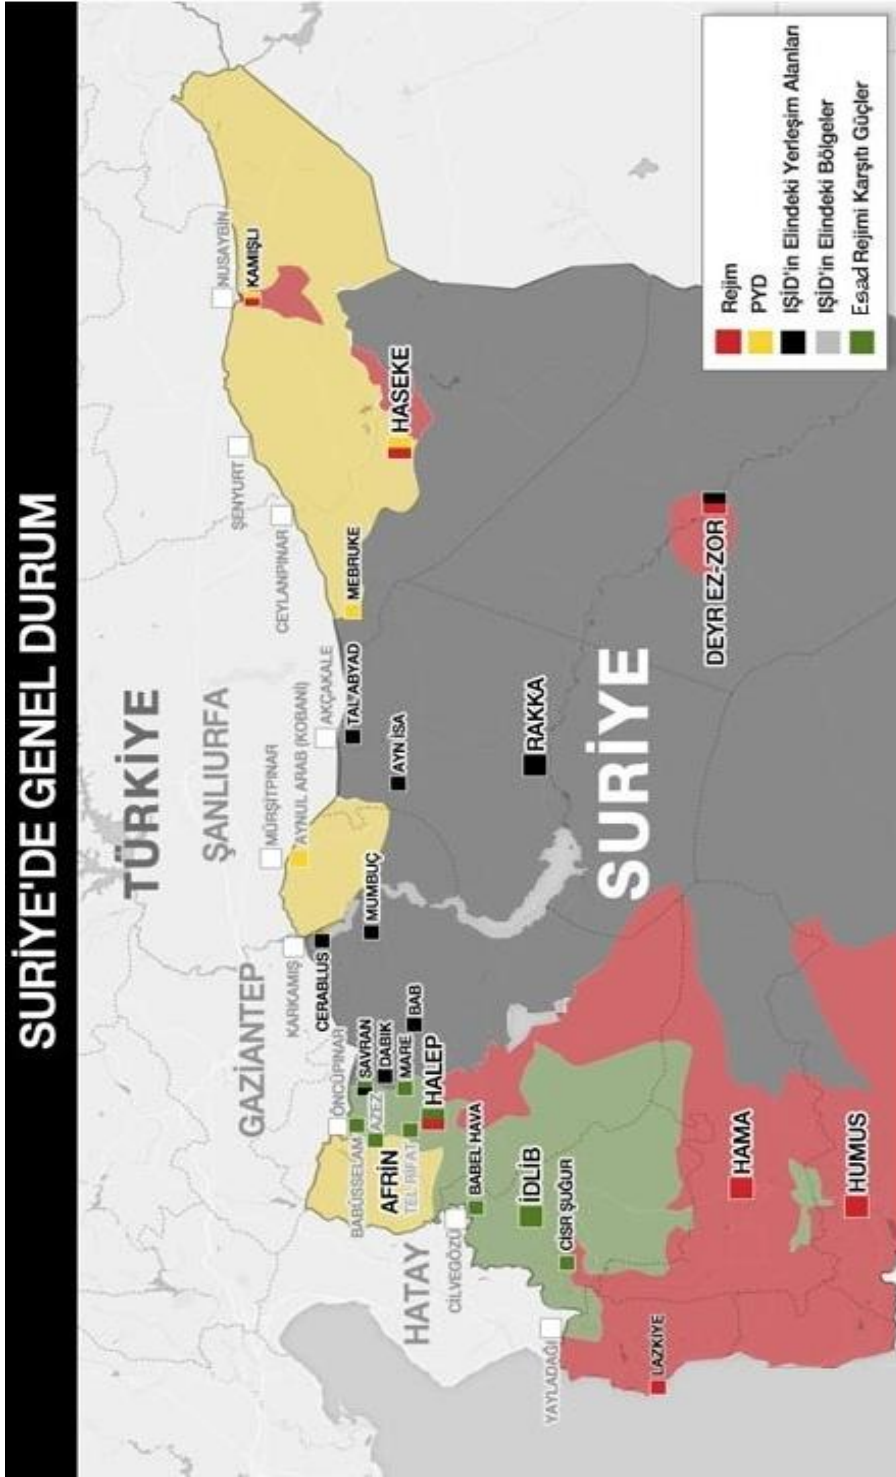 SURİYE'DE GENEL DURUM
TÜRKİYE
ŞANLIURFA
GAZİANTEP
HATAY
NUSAYBİN
KAMIŞLI
ŞENYURT
CEYLANPINAR
HASEKE
MEBRUKE
AKÇAKALE
TAL'ABYAD
MÜRŞİTPINAR
AYNUL ARAB (KOBANİ)
AYN İSA
KARKAMIŞ
CERABLUS
MUMBUÇ
RAKKA
SURİYE
DEYR EZ-ZOR
ÖNCÜPINAR
SAVRAN
DABIK
BAB
MARE
BABÜSSELAM
AZEZ
AFRİN
TEL RIFAT
HALEP
CİLVEGÖZÜ
BABEL HAVA
İDLİB
CİSR ŞUĞUR
YAYLADAĞI
LAZKİYE
HAMA
HUMUS
Rejim
PYD
IŞİD'in Elindeki Yerleşim Alanları
IŞİD'in Elindeki Bölgeler
Esad Rejimi Karşıtı Güçler